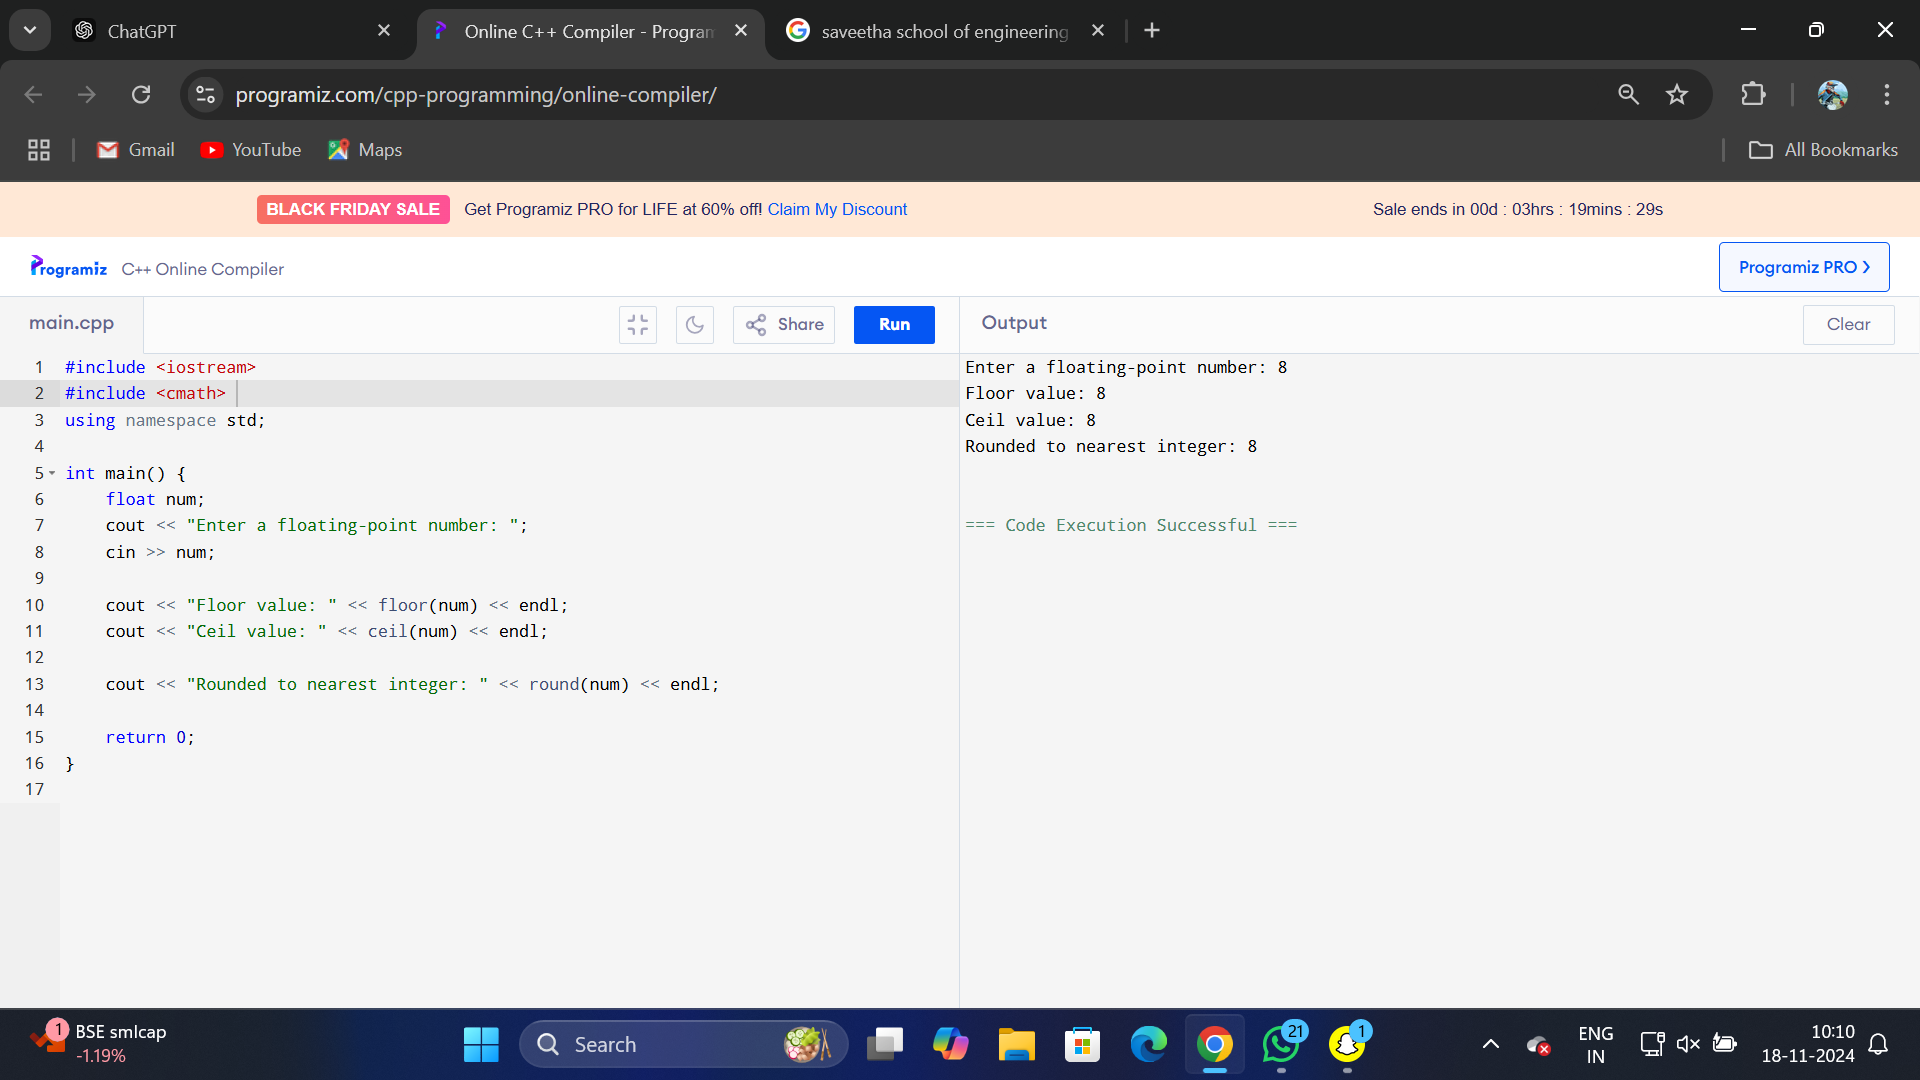 ChatGPT
Online C++ Compiler - Program
saveetha school of engineering
programiz.com/cpp-programming/online-compiler/
Gmail
YouTube
Maps
All Bookmarks
BLACK FRIDAY SALE Get Programiz PRO for LIFE at 60% off! Claim My Discount
Sale ends in 00d : 03hrs : 19mins : 29s
Programiz C++ Online Compiler
Programiz PRO ❯
main.cpp
Share
Run
Output
Clear
1 #include <iostream>
2 #include <cmath>
3 using namespace std;
4
5 int main() {
6     float num;
7     cout << "Enter a floating-point number: ";
8     cin >> num;
9
10     cout << "Floor value: " << floor(num) << endl;
11     cout << "Ceil value: " << ceil(num) << endl;
12
13     cout << "Rounded to nearest integer: " << round(num) << endl;
14
15     return 0;
16 }
17
Enter a floating-point number: 8
Floor value: 8
Ceil value: 8
Rounded to nearest integer: 8
=== Code Execution Successful ===
1
BSE smlcap
-1.19%
Search
21
1
ENG
IN
10:10
18-11-2024